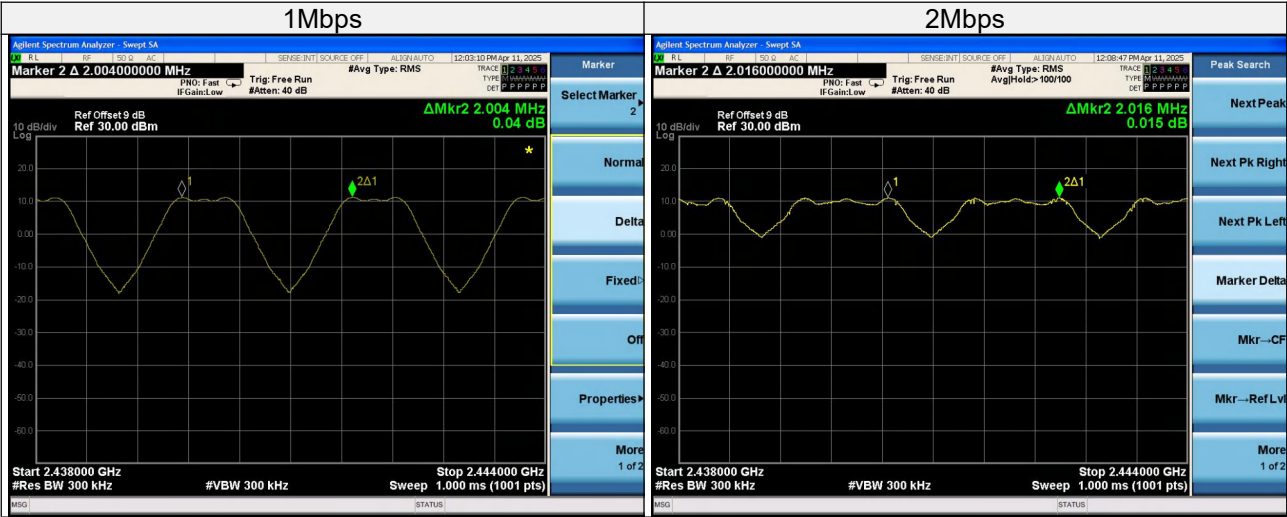 1Mbps
Agilent Spectrum Analyzer - Swept SA
RL RF 50 Ω AC SENSE:INT SOURCE OFF ALIGN AUTO 12:03:10 PM Apr 11, 2025
Marker 2 Δ 2.004000000 MHz
#Avg Type: RMS
TRACE 1 2 3 4 5 6
TYPE M W W W W W
DET P P P P P P
PNO: Fast
IFGain:Low
Trig: Free Run
#Atten: 40 dB
ΔMkr2 2.004 MHz
0.04 dB
Ref Offset 9 dB
Ref 30.00 dBm
10 dB/div
Log
20.0
10.0
0.00
-10.0
-20.0
-30.0
-40.0
-50.0
-60.0
1
2Δ1
*
Start 2.438000 GHz
Stop 2.444000 GHz
#Res BW 300 kHz
#VBW 300 kHz
Sweep 1.000 ms (1001 pts)
MSG
STATUS
Marker
Select Marker
2
Normal
Delta
Fixed
Off
Properties
More
1 of 2
2Mbps
Agilent Spectrum Analyzer - Swept SA
RL RF 50 Ω AC SENSE:INT SOURCE OFF ALIGN AUTO 12:08:47 PM Apr 11, 2025
Marker 2 Δ 2.016000000 MHz
#Avg Type: RMS
Avg|Hold:>100/100
TRACE 1 2 3 4 5 6
TYPE M W W W W W
DET P P P P P P
PNO: Fast
IFGain:Low
Trig: Free Run
#Atten: 40 dB
ΔMkr2 2.016 MHz
0.015 dB
Ref Offset 9 dB
Ref 30.00 dBm
10 dB/div
Log
20.0
10.0
0.00
-10.0
-20.0
-30.0
-40.0
-50.0
-60.0
1
2Δ1
Start 2.438000 GHz
Stop 2.444000 GHz
#Res BW 300 kHz
#VBW 300 kHz
Sweep 1.000 ms (1001 pts)
MSG
STATUS
Peak Search
Next Peak
Next Pk Right
Next Pk Left
Marker Delta
Mkr→CF
Mkr→Ref Lvl
More
1 of 2